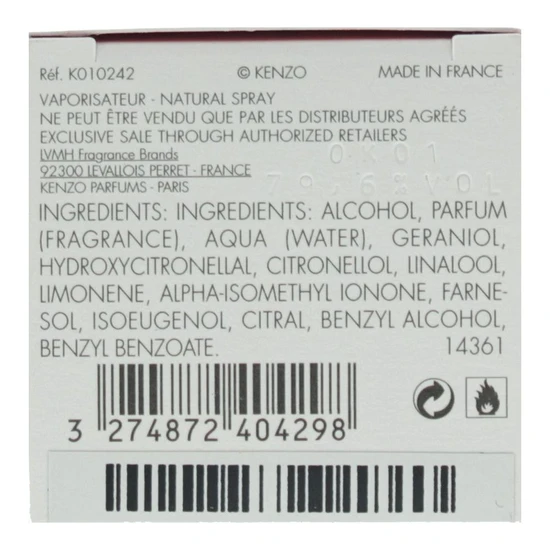 Réf. K010242 © KENZO MADE IN FRANCE
VAPORISATEUR - NATURAL SPRAY
NE PEUT ÊTRE VENDU QUE PAR LES DISTRIBUTEURS AGRÉÉS
EXCLUSIVE SALE THROUGH AUTHORIZED RETAILERS
LVMH Fragrance Brands
92300 LEVALLOIS PERRET - FRANCE
KENZO PARFUMS - PARIS
0K01
INGREDIENTS: INGREDIENTS: ALCOHOL, PARFUM
(FRAGRANCE), AQUA (WATER), GERANIOL,
HYDROXYCITRONELLAL, CITRONELLOL, LINALOOL,
LIMONENE, ALPHA-ISOMETHYL IONONE, FARNE-
SOL, ISOEUGENOL, CITRAL, BENZYL ALCOHOL,
BENZYL BENZOATE. 14361
3 274872 404298